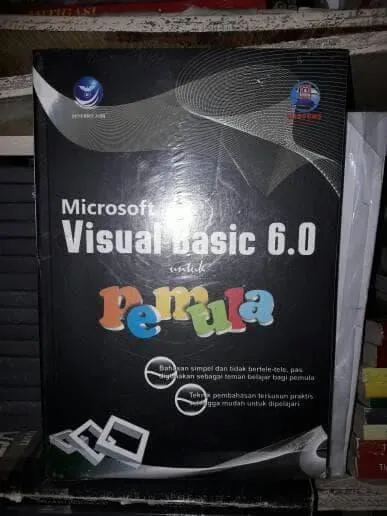 Microsoft
Visual Basic 6.0
untuk
Pemula
Bahasan simpel dan tidak bertele-tele, pas
digunakan sebagai teman belajar bagi pemula
Teknik pembahasan tersusun praktis
sehingga mudah untuk dipelajari